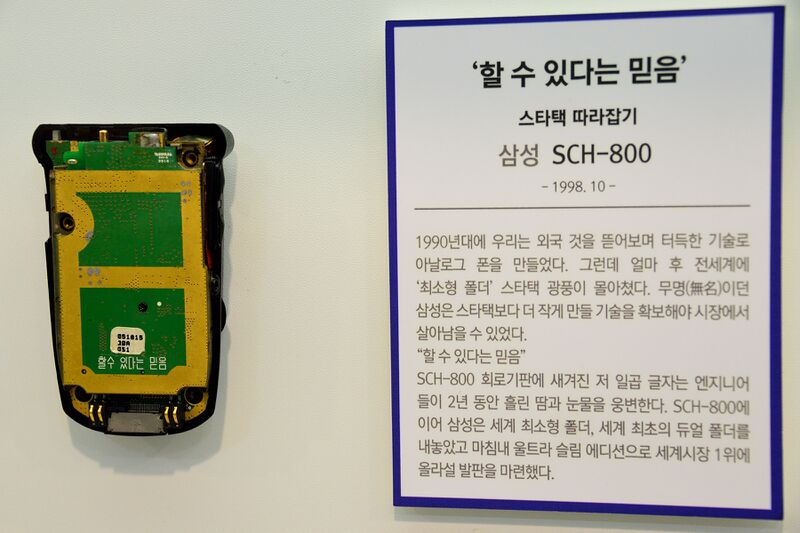 051015
JBA
051
할수 있다는 믿음
‘할 수 있다는 믿음’
스타택 따라잡기
삼성 SCH-800
- 1998. 10 -
1990년대에 우리는 외국 것을 뜯어보며 터득한 기술로
아날로그 폰을 만들었다. 그런데 얼마 후 전세계에
‘최소형 폴더’ 스타택 광풍이 몰아쳤다. 무명(無名)이던
삼성은 스타택보다 더 작게 만들 기술을 확보해야 시장에서
살아남을 수 있었다.
“할 수 있다는 믿음”
SCH-800 회로기판에 새겨진 저 일곱 글자는 엔지니어
들이 2년 동안 흘린 땀과 눈물을 웅변한다. SCH-800에
이어 삼성은 세계 최소형 폴더, 세계 최초의 듀얼 폴더를
내놓았고 마침내 울트라 슬림 에디션으로 세계시장 1위에
올라설 발판을 마련했다.